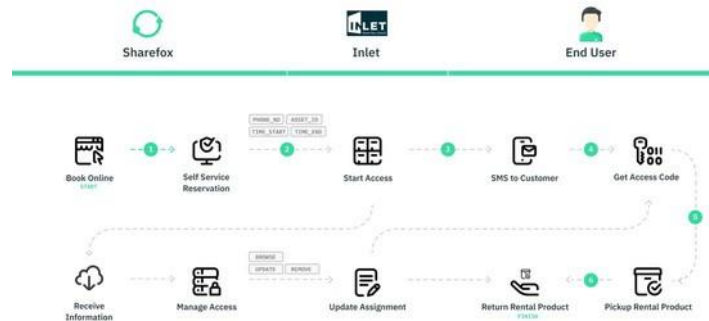 INLET
Sharefox
Inlet
End User
PHONE_NO
ASSET_ID
TIME_START
TIME_END
1
2
3
4
Book Online
START
Self Service
Reservation
Start Access
SMS to Customer
Get Access Code
5
BROWSE
UPDATE
REMOVE
6
Receive
Information
Manage Access
Update Assignment
Return Rental Product
FINISH
Pickup Rental Product